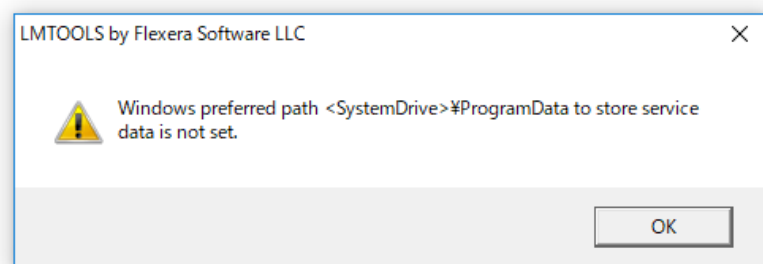 LMTOOLS by Flexera Software LLC
Windows preferred path <SystemDrive>¥ProgramData to store service
data is not set.
OK